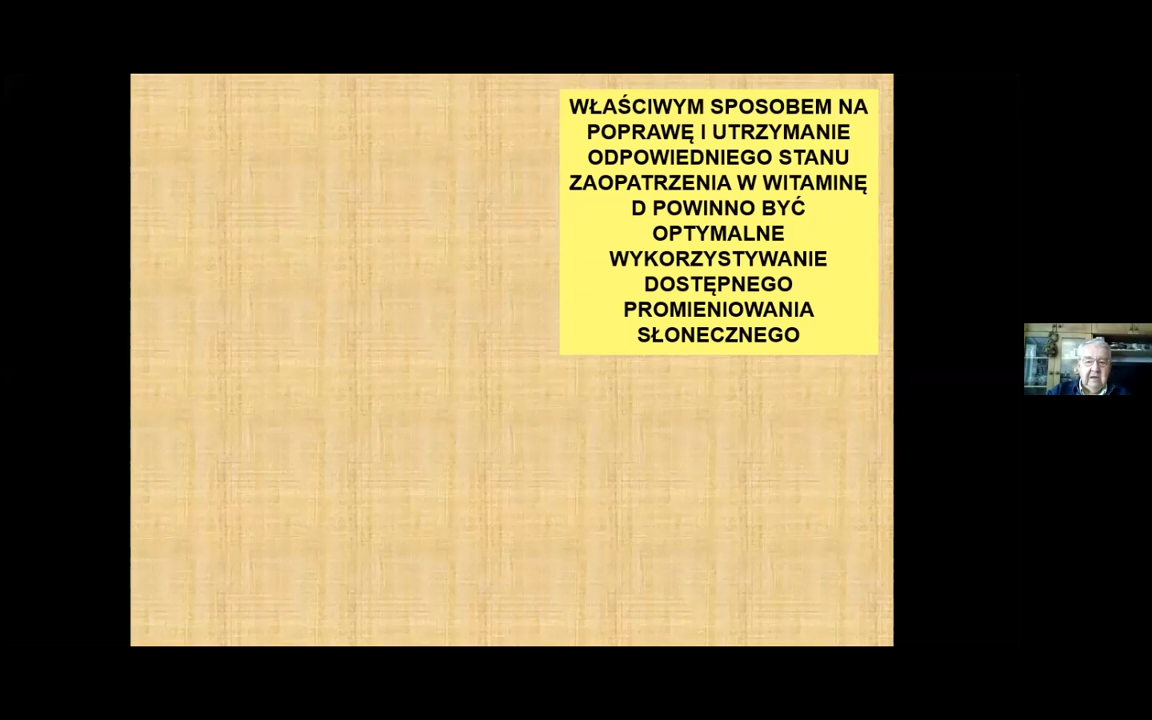 WŁAŚCIWYM SPOSOBEM NA
POPRAWĘ I UTRZYMANIE
ODPOWIEDNIEGO STANU
ZAOPATRZENIA W WITAMINĘ
D POWINNO BYĆ
OPTYMALNE
WYKORZYSTYWANIE
DOSTĘPNEGO
PROMIENIOWANIA
SŁONECZNEGO